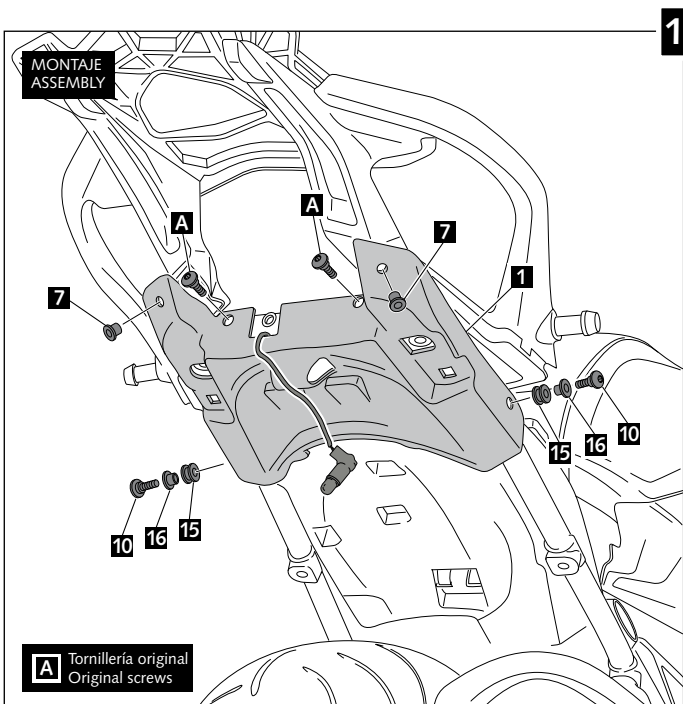 1
MONTAJE
ASSEMBLY
A
A
7
1
7
15
16
10
10
16
15
A Tornillería original
Original screws